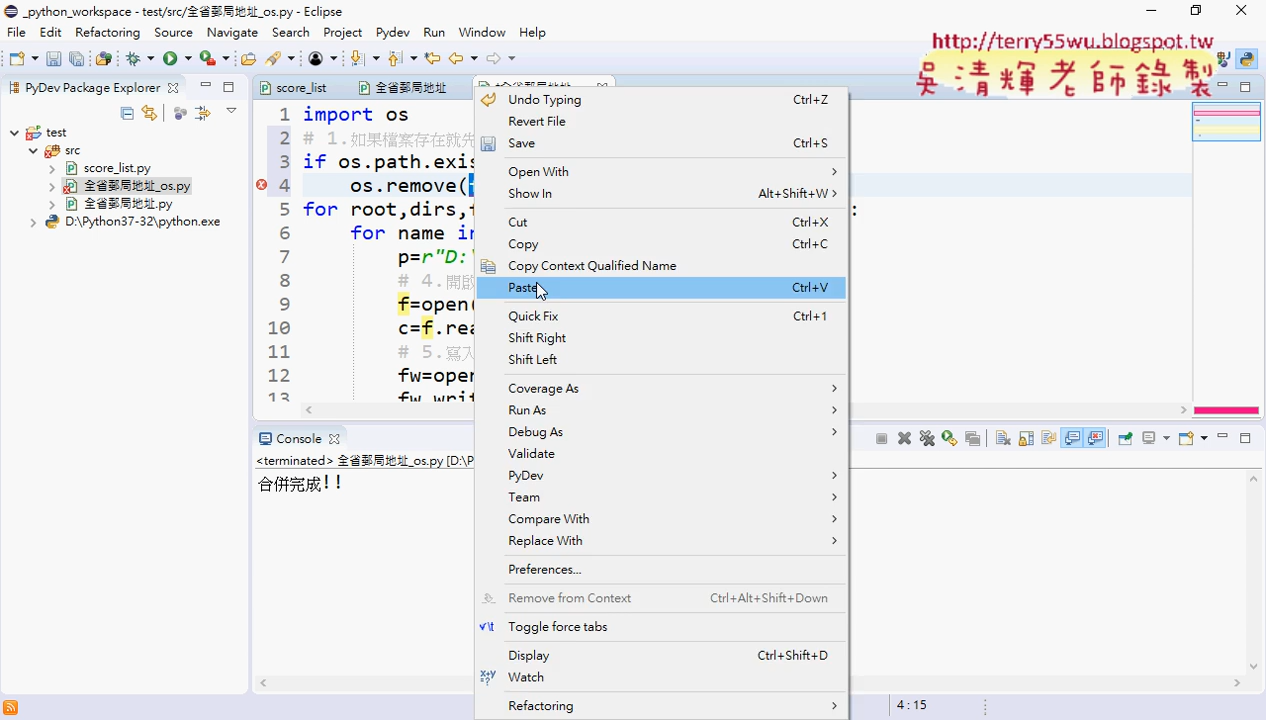 _python_workspace - test/src/全省郵局地址_os.py - Eclipse
File Edit Refactoring Source Navigate Search Project Pydev Run Window Help
http://terry55wu.blogspot.tw
吳清輝老師錄製
PyDev Package Explorer
test
src
score_list.py
全省郵局地址_os.py
全省郵局地址.py
D:\Python37-32\python.exe
score_list
全省郵局地址
1 import os
2 # 1.如果檔案存在就先
3 if os.path.exis
4 os.remove(
5 for root,dirs,f :
6 for name in
7 p=r"D:\
8 # 4.開啟
9 f=open(
10 c=f.rea
11 # 5.寫入
12 fw=open
13 fw.writ
Undo Typing Ctrl+Z
Revert File
Save Ctrl+S
Open With
Show In Alt+Shift+W
Cut Ctrl+X
Copy Ctrl+C
Copy Context Qualified Name
Paste Ctrl+V
Quick Fix Ctrl+1
Shift Right
Shift Left
Coverage As
Run As
Debug As
Validate
PyDev
Team
Compare With
Replace With
Preferences...
Remove from Context Ctrl+Alt+Shift+Down
Toggle force tabs
Display Ctrl+Shift+D
Watch
Refactoring
Console
<terminated> 全省郵局地址_os.py [D:\P
合併完成!!
4 : 15